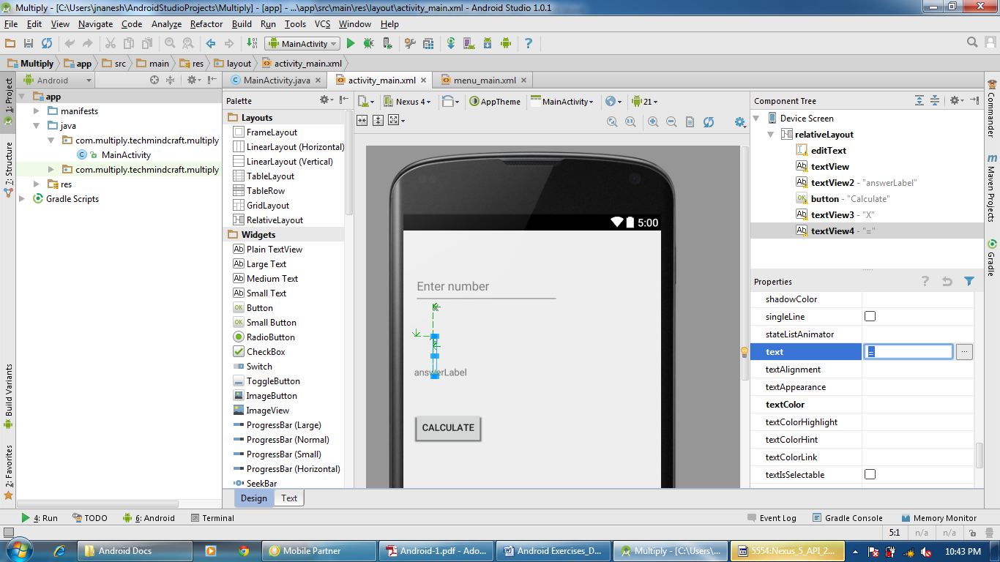 Multiply - [C:\Users\jnanesh\AndroidStudioProjects\Multiply] - [app] - ...\app\src\main\res\layout\activity_main.xml - Android Studio 1.0.1
File Edit View Navigate Code Analyze Refactor Build Run Tools VCS Window Help
MainActivity
Multiply app src main res layout activity_main.xml
Android
MainActivity.java activity_main.xml menu_main.xml
1: Project
7: Structure
Build Variants
2: Favorites
app
manifests
java
com.multiply.techmindcraft.multiply
MainActivity
com.multiply.techmindcraft.multiply
res
Gradle Scripts
Palette
Layouts
FrameLayout
LinearLayout (Horizontal)
LinearLayout (Vertical)
TableLayout
TableRow
GridLayout
RelativeLayout
Widgets
Plain TextView
Large Text
Medium Text
Small Text
Button
Small Button
RadioButton
CheckBox
Switch
ToggleButton
ImageButton
ImageView
ProgressBar (Large)
ProgressBar (Normal)
ProgressBar (Small)
ProgressBar (Horizontal)
SeekBar
Design Text
Nexus 4 AppTheme MainActivity 21
5:00
Enter number
answerLabel
CALCULATE
Component Tree
Device Screen
relativeLayout
editText
textView
textView2 - "answerLabel"
button - "Calculate"
textView3 - "X"
textView4 - "="
Properties
shadowColor
singleLine
stateListAnimator
text =
textAlignment
textAppearance
textColor
textColorHighlight
textColorHint
textColorLink
textIsSelectable
Commander
Maven Projects
Gradle
4: Run TODO 6: Android Terminal Event Log Gradle Console Memory Monitor
5:1 n/a n/a
Android Docs Mobile Partner Android-1.pdf - Ado... Android Exercises_D... Multiply - [C:\Users\... 5554:Nexus_5_API_2... 10:43 PM